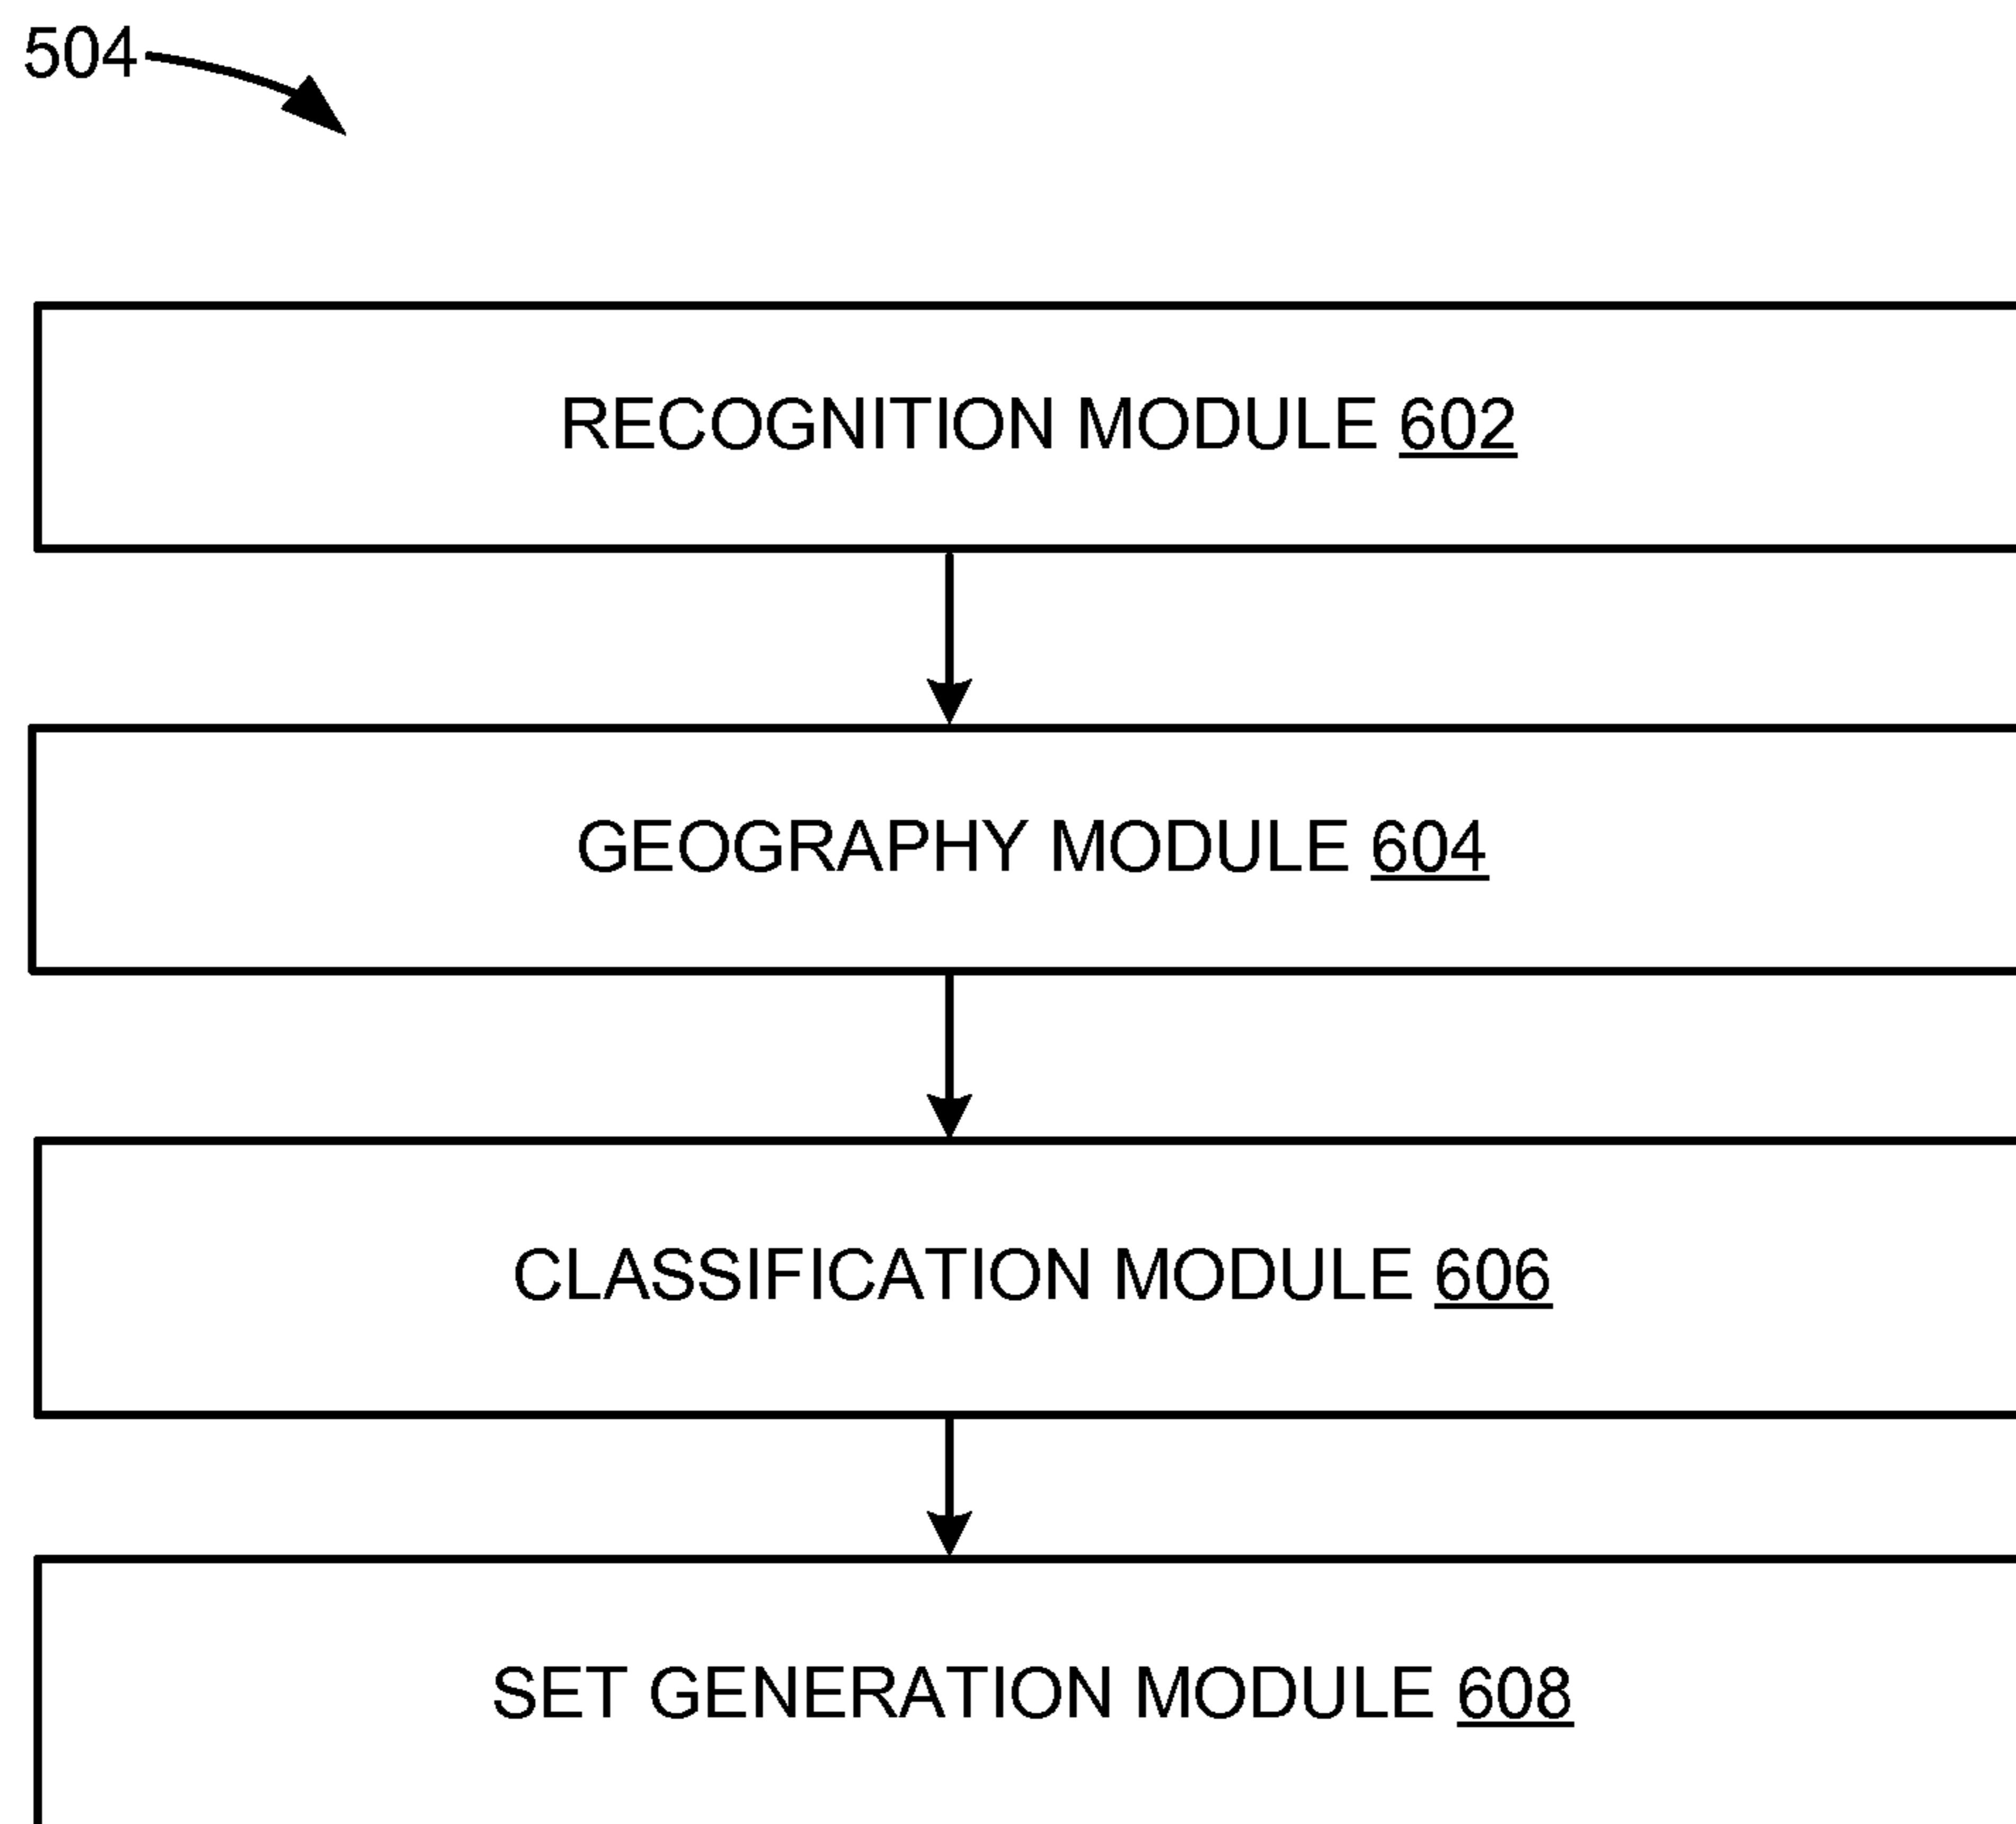 504
RECOGNITION MODULE 602
GEOGRAPHY MODULE 604
CLASSIFICATION MODULE 606
SET GENERATION MODULE 608